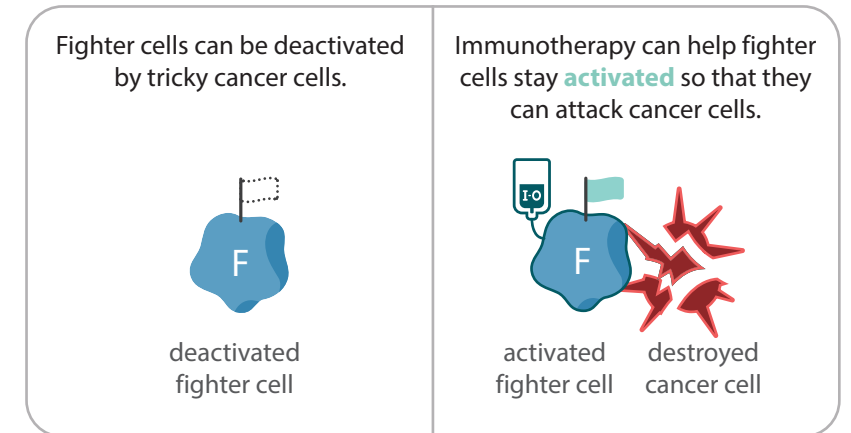 Fighter cells can be deactivated
by tricky cancer cells.
F
deactivated
fighter cell
Immunotherapy can help fighter
cells stay activated so that they
can attack cancer cells.
I-O
F
activated
fighter cell
destroyed
cancer cell